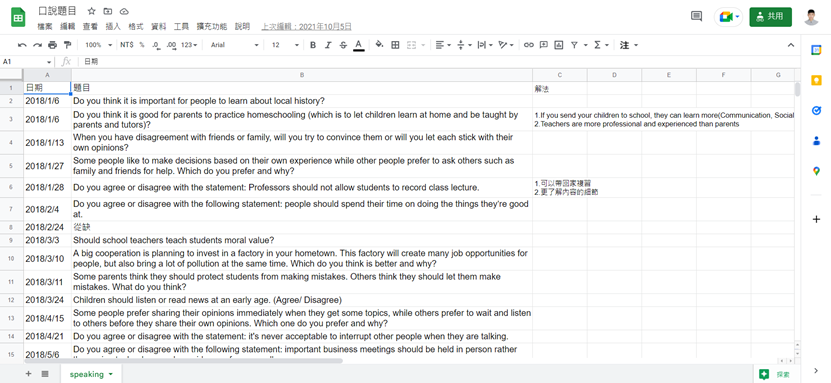 口說題目
檔案 編輯 查看 插入 格式 資料 工具 擴充功能 說明 上次編輯：2021年10月5日
共用
100% NT$ % .0 .00 123 Arial 12 B I S A 注
A1 fx 日期
A B C D E F G
1 日期 題目 解法
2 2018/1/6 Do you think it is important for people to learn about local history?
3 2018/1/6 Do you think it is good for parents to practice homeschooling (which is to let children learn at home and be taught by
parents and tutors)?
1.If you send your children to school, they can learn more(Communication, Social
2.Teachers are more professional and experienced than parents
4 2018/1/13 When you have disagreement with friends or family, will you try to convince them or will you let each stick with their
own opinions?
5 2018/1/27 Some people like to make decisions based on their own experience while other people prefer to ask others such as
family and friends for help. Which do you prefer and why?
6 2018/1/28 Do you agree or disagree with the statement: Professors should not allow students to record class lecture.
1.可以帶回家複習
2.更了解內容的細節
7 2018/2/4 Do you agree or disagree with the following statement: people should spend their time on doing the things they're good
at.
8 2018/2/24 從缺
9 2018/3/3 Should school teachers teach students moral value?
10 2018/3/10 A big cooperation is planning to invest in a factory in your hometown. This factory will create many job opportunities for
people, but also bring a lot of pollution at the same time. Which do you think is better and why?
11 2018/3/11 Some parents think they should protect students from making mistakes. Others think they should let them make
mistakes. What do you think?
12 2018/3/24 Children should listen or read news at an early age. (Agree/ Disagree)
13 2018/4/15 Some people prefer sharing their opinions immediately when they get some topics, while others prefer to wait and listen
to others before they share their own opinions. Which one do you prefer and why?
14 2018/4/21 Do you agree or disagree with the statement: it's never acceptable to interrupt other people when they are talking.
15 2018/5/6 Do you agree or disagree with the following statement: important business meetings should be held in person rather
speaking
探索